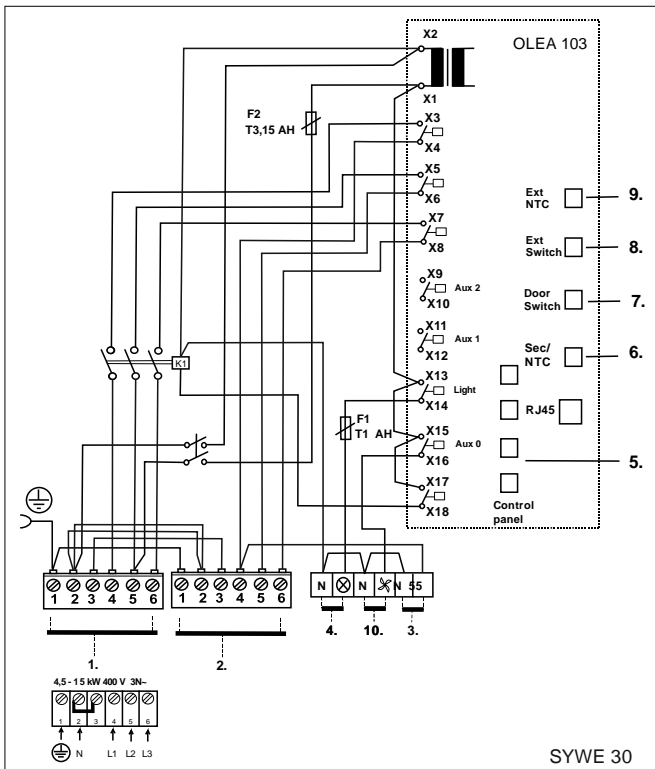 X2
OLEA 103
X1
F2
T3,15 AH
X3
X4
X5
X6
Ext
NTC
9.
X7
X8
Ext
Switch
8.
X9
Aux 2
X10
Door
Switch
7.
X11
Aux 1
X12
Sec/
NTC
6.
K1
X13
Light
X14
RJ45
F1
T1 AH
X15
Aux 0
X16
5.
X17
X18
Control
panel
1 2 3 4 5 6
1 2 3 4 5 6
N N N 55
4. 10. 3.
1. 2.
4,5 - 15 kW 400 V 3N~
1 2 3 4 5 6
N L1 L2 L3
SYWE 30